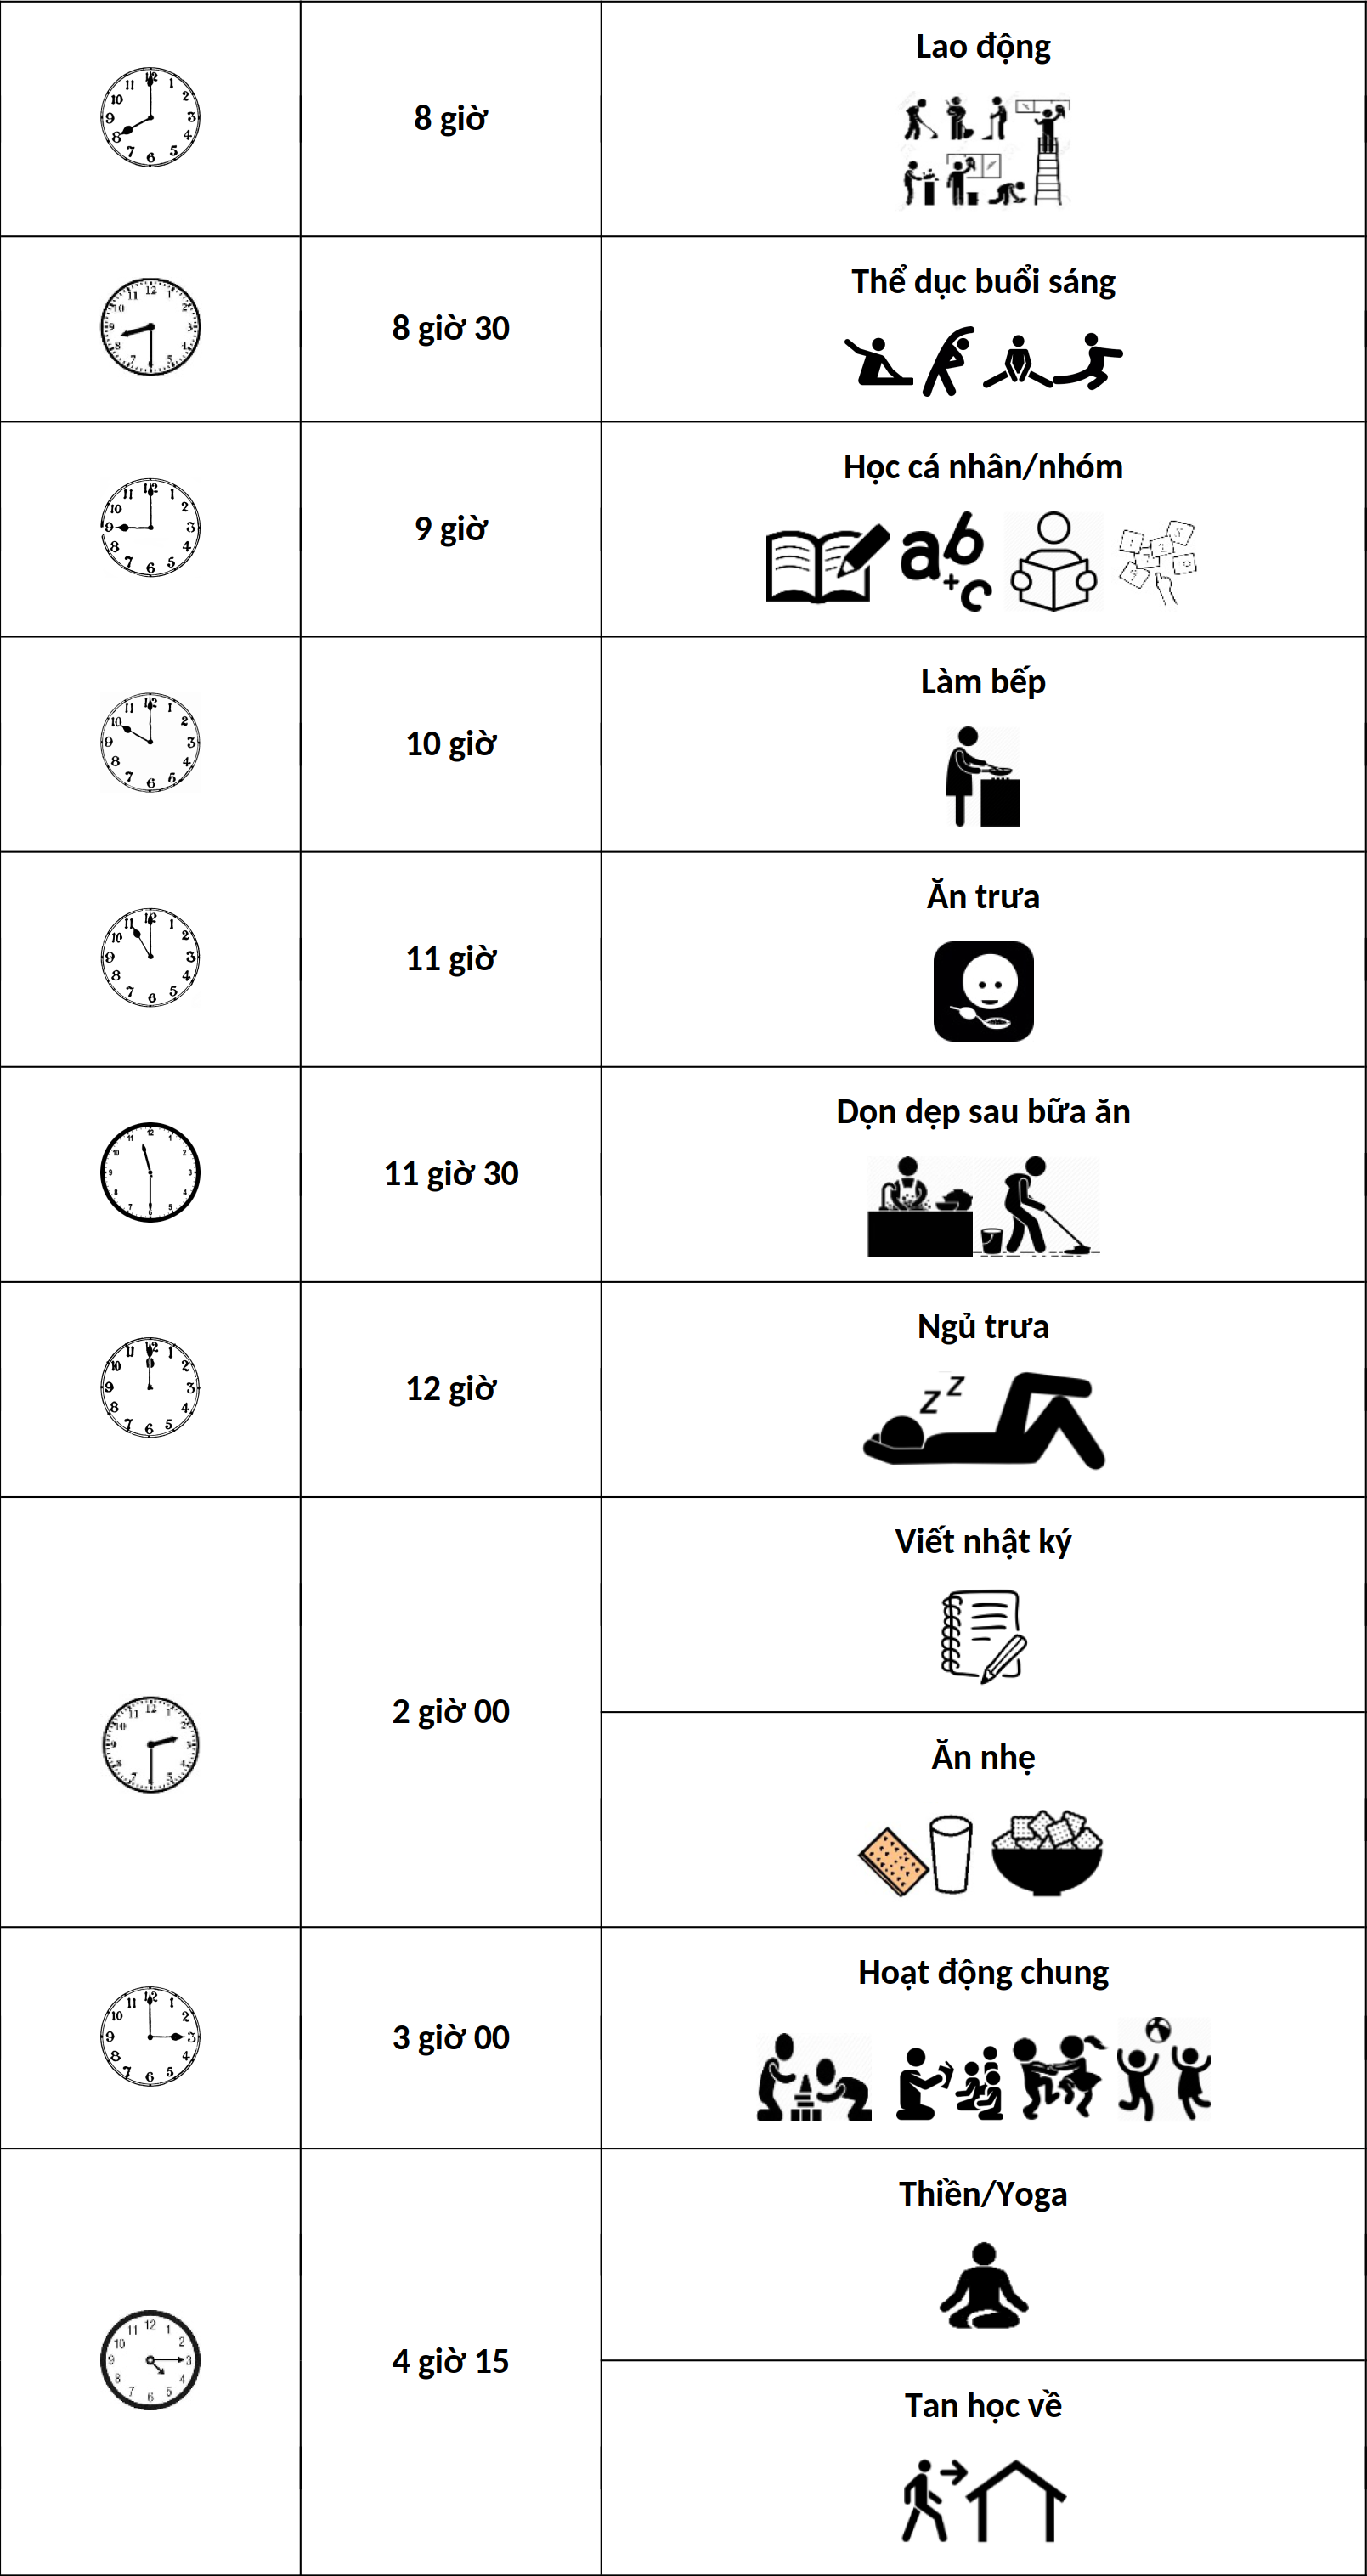 8 giờ
Lao động
8 giờ 30
Thể dục buổi sáng
9 giờ
Học cá nhân/nhóm
a b + c
10 giờ
Làm bếp
11 giờ
Ăn trưa
11 giờ 30
Dọn dẹp sau bữa ăn
12 giờ
Ngủ trưa
z z
2 giờ 00
Viết nhật ký
Ăn nhẹ
3 giờ 00
Hoạt động chung
4 giờ 15
Thiền/Yoga
Tan học về